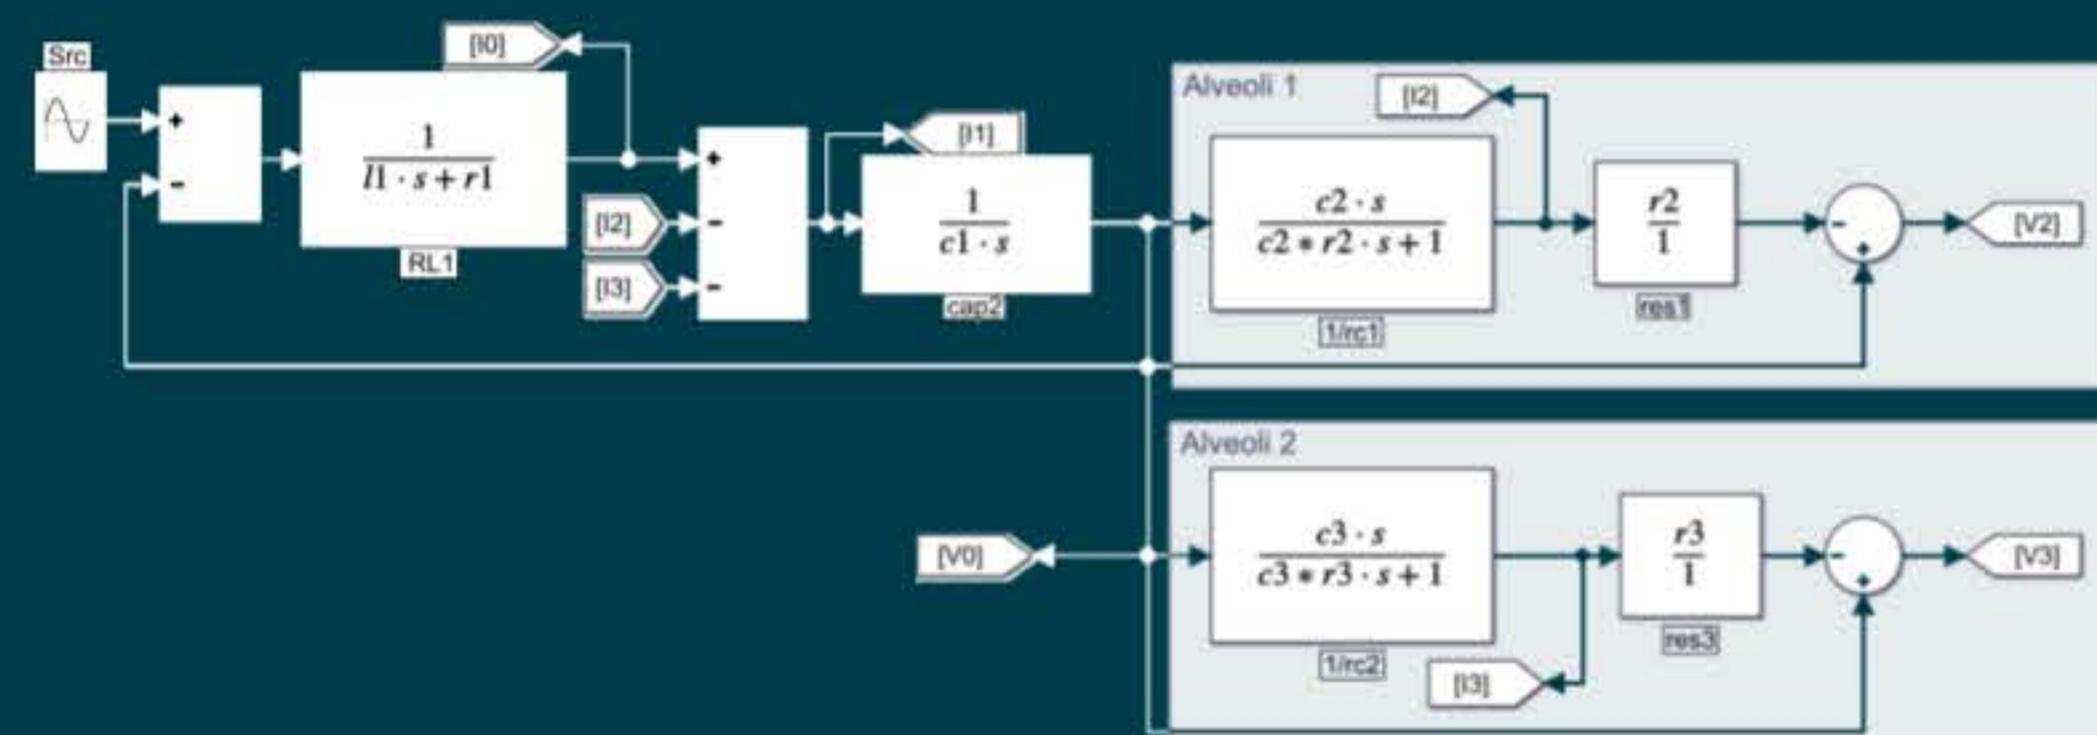 Src
+
-
1
l1 · s + r1
RL1
[I0]
[I2]
[I3]
+
-
-
[I1]
1
c1 · s
cap2
Alveoli 1
[I2]
c2 · s
c2 * r2 · s + 1
1/rc1
r2
1
res1
-
+
[V2]
Alveoli 2
[V0]
c3 · s
c3 * r3 · s + 1
1/rc2
[I3]
r3
1
res3
-
+
[V3]